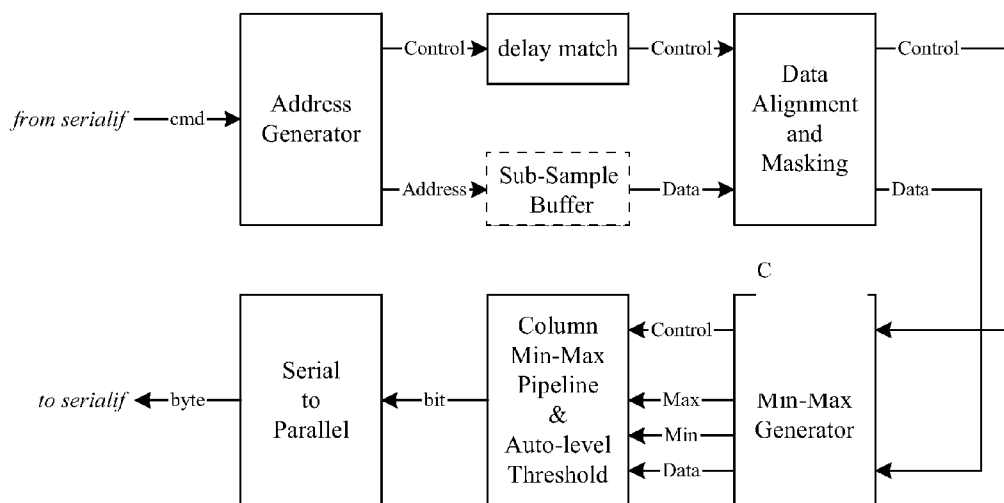 from serialif
cmd
Address
Generator
Control
delay match
Control
Address
Sub-Sample
Buffer
Data
Data
Alignment
and
Masking
Control
Data
C
Min-Max
Generator
Control
Max
Min
Data
Column
Min-Max
Pipeline
&
Auto-level
Threshold
bit
Serial
to
Parallel
byte
to serialif